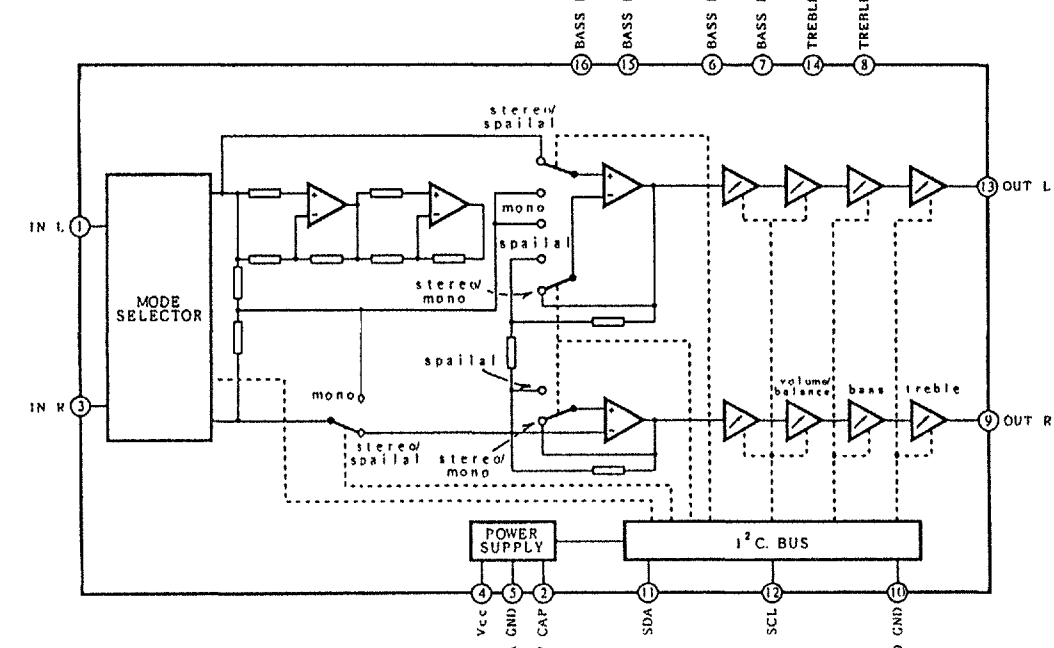 BASS
BASS
BASS
BASS
TREBLE
TREBL
16
15
6
7
14
8
stereo/
spailal
IN L
1
mono
13
OUT L
spailal
stereo/
mono
MODE
SELECTOR
spailal
volume/
balance
bass
treble
mono
IN R
3
9
OUT R
stereo/
spailal
stereo/
mono
POWER
SUPPLY
I²C. BUS
4
5
2
11
12
10
Vcc
GND
CAP
SDA
SCL
GND